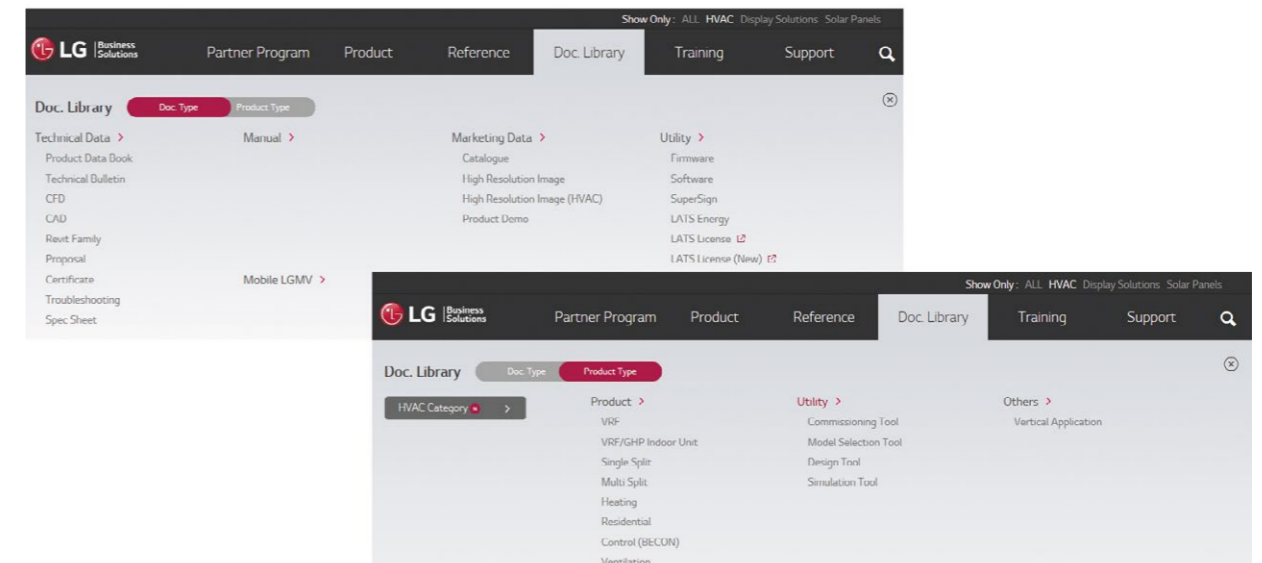 Show Only : ALL HVAC Display Solutions Solar Panels
LG Business Solutions Partner Program Product Reference Doc. Library Training Support
Doc. Library Doc. Type Product Type
Technical Data > Manual > Marketing Data > Utility >
Product Data Book Catalogue Firmware
Technical Bulletin High Resolution Image Software
CFD High Resolution Image (HVAC) SuperSign
CAD Product Demo LATS Energy
Revit Family LATS License
Proposal LATS License (New)
Certificate Mobile LGMV >
Troubleshooting
Spec Sheet
Show Only : ALL HVAC Display Solutions Solar Panels
LG Business Solutions Partner Program Product Reference Doc. Library Training Support
Doc. Library Doc. Type Product Type
HVAC Category > Product > Utility > Others >
VRF Commissioning Tool Vertical Application
VRF/GHP Indoor Unit Model Selection Tool
Single Split Design Tool
Multi Split Simulation Tool
Heating
Residential
Control (BECON)
Ventilation